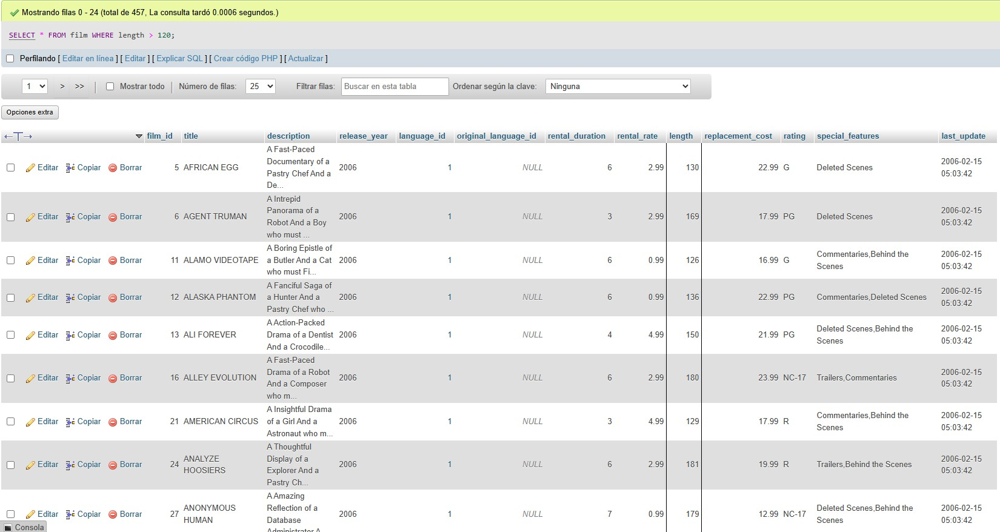 Mostrando filas 0 - 24 (total de 457, La consulta tardó 0.0006 segundos.)
SELECT * FROM film WHERE length > 120;
Perfilando [ Editar en línea ] [ Editar ] [ Explicar SQL ] [ Crear código PHP ] [ Actualizar ]
1 > >> | Mostrar todo | Número de filas: 25 Filtrar filas: Buscar en esta tabla Ordenar según la clave: Ninguna
Opciones extra
film_id title description release_year language_id original_language_id rental_duration rental_rate length replacement_cost rating special_features last_update
Editar Copiar Borrar 5 AFRICAN EGG
A Fast-Paced
Documentary of a
Pastry Chef And a
De...
2006 1 NULL 6 2.99 130 22.99 G Deleted Scenes
2006-02-15
05:03:42
Editar Copiar Borrar 6 AGENT TRUMAN
A Intrepid
Panorama of a
Robot And a Boy
who must ...
2006 1 NULL 3 2.99 169 17.99 PG Deleted Scenes
2006-02-15
05:03:42
Editar Copiar Borrar 11 ALAMO VIDEOTAPE
A Boring Epistle of
a Butler And a Cat
who must Fi...
2006 1 NULL 6 0.99 126 16.99 G
Commentaries,Behind the
Scenes
2006-02-15
05:03:42
Editar Copiar Borrar 12 ALASKA PHANTOM
A Fanciful Saga of
a Hunter And a
Pastry Chef who ...
2006 1 NULL 6 0.99 136 22.99 PG Commentaries,Deleted Scenes
2006-02-15
05:03:42
Editar Copiar Borrar 13 ALI FOREVER
A Action-Packed
Drama of a Dentist
And a Crocodile...
2006 1 NULL 4 4.99 150 21.99 PG
Deleted Scenes,Behind the
Scenes
2006-02-15
05:03:42
Editar Copiar Borrar 16 ALLEY EVOLUTION
A Fast-Paced
Drama of a Robot
And a Composer
who m...
2006 1 NULL 6 2.99 180 23.99 NC-17 Trailers,Commentaries
2006-02-15
05:03:42
Editar Copiar Borrar 21 AMERICAN CIRCUS
A Insightful Drama
of a Girl And a
Astronaut who m...
2006 1 NULL 3 4.99 129 17.99 R
Commentaries,Behind the
Scenes
2006-02-15
05:03:42
Editar Copiar Borrar 24
ANALYZE
HOOSIERS
A Thoughtful
Display of a
Explorer And a
Pastry Ch...
2006 1 NULL 6 2.99 181 19.99 R Trailers,Behind the Scenes
2006-02-15
05:03:42
Editar Copiar Borrar 27
ANONYMOUS
HUMAN
A Amazing
Reflection of a
Database
Administrator A
2006 1 NULL 7 0.99 179 12.99 NC-17
Deleted Scenes,Behind the
Scenes
2006-02-15
05:03:42
Consola